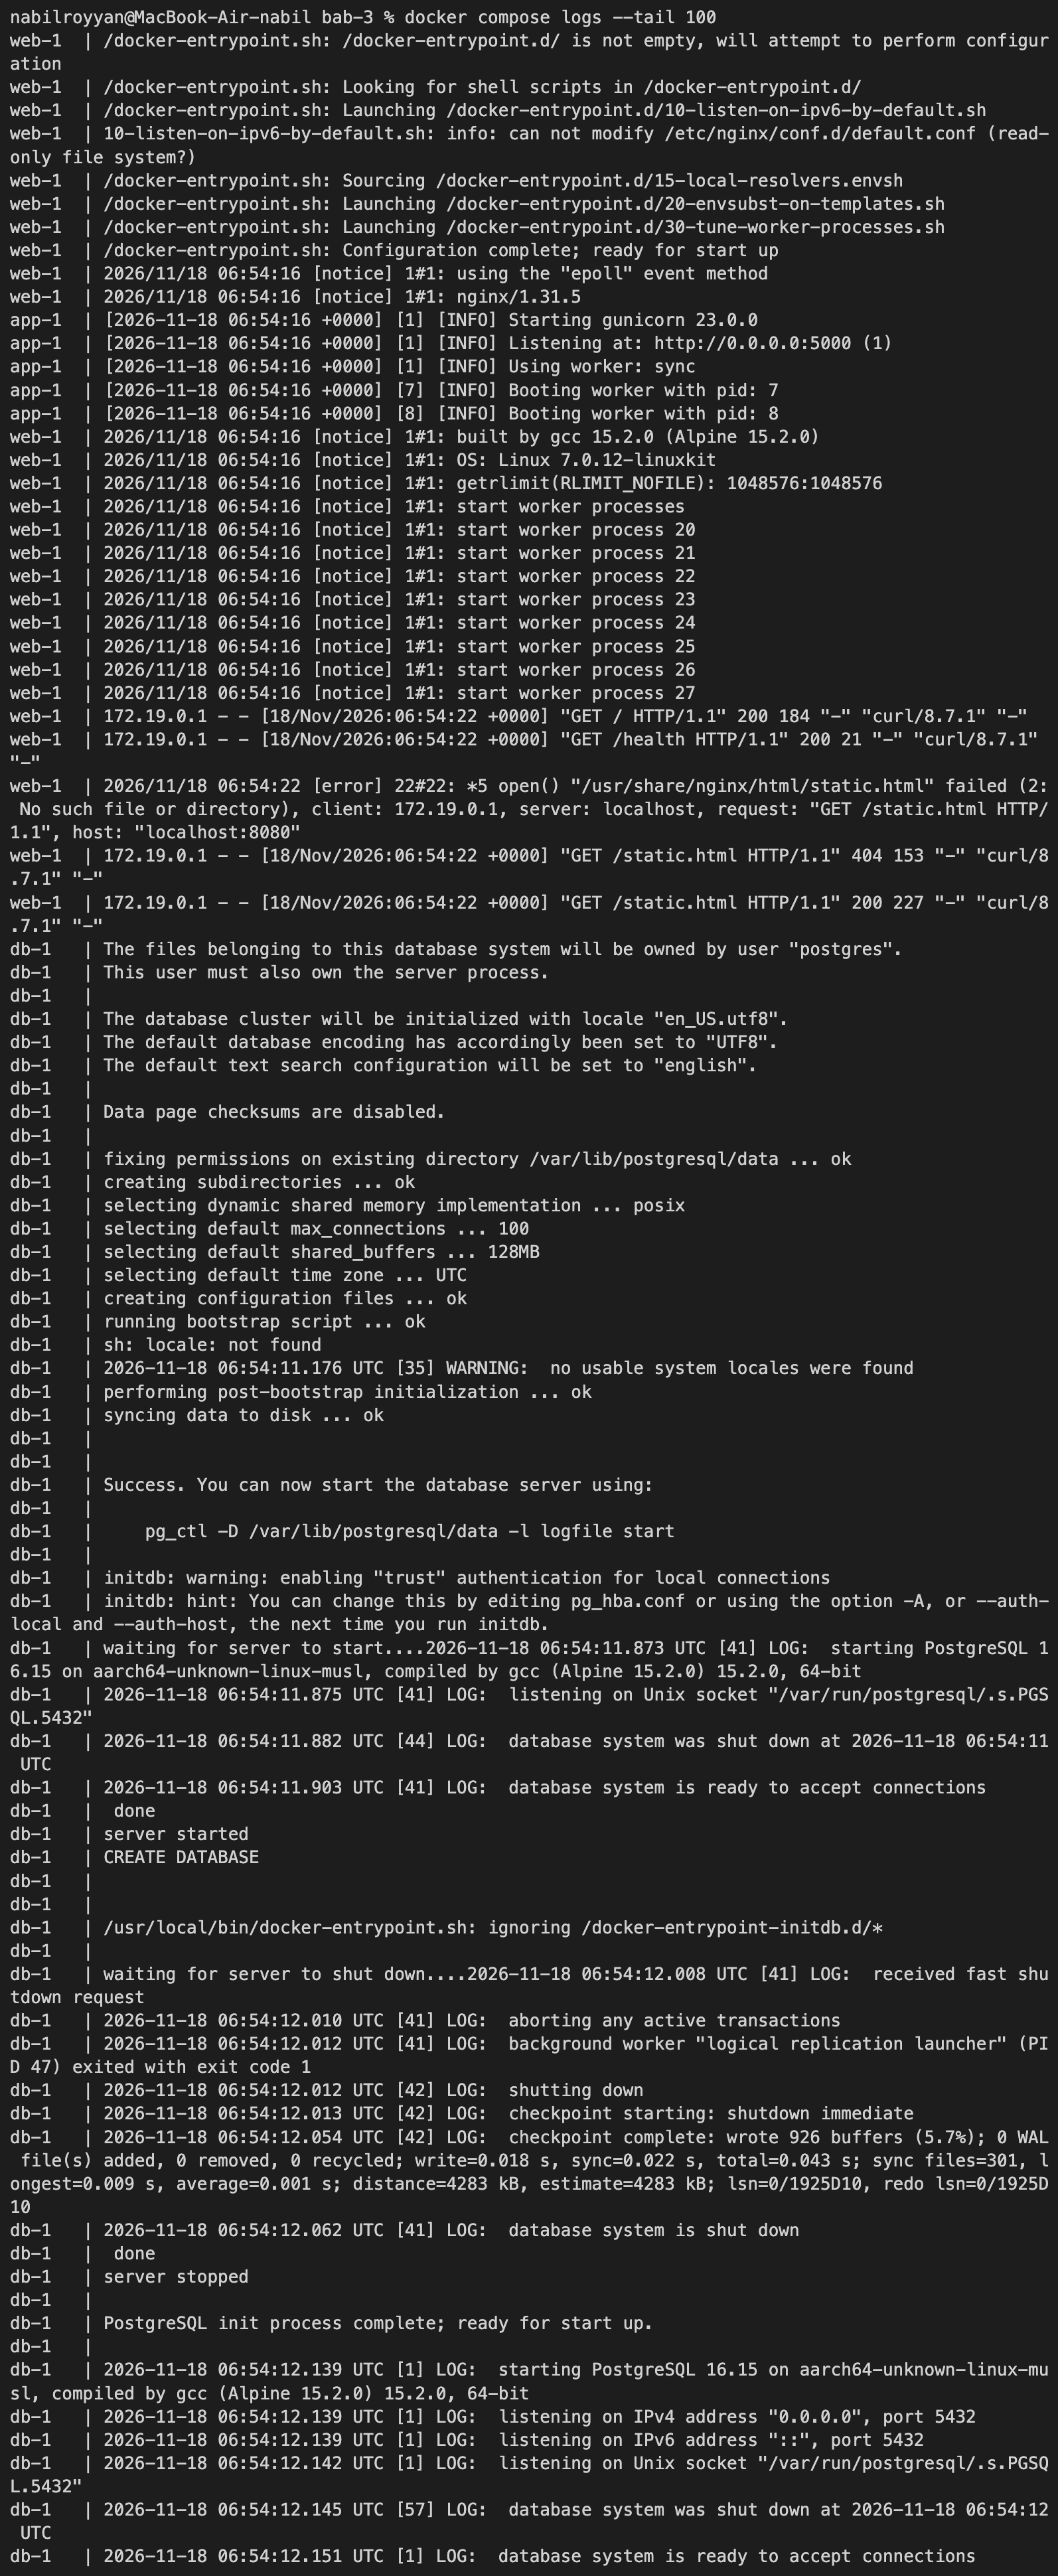 nabilroyyan@MacBook-Air-nabil bab-3 % docker compose logs --tail 100
web-1  | /docker-entrypoint.sh: /docker-entrypoint.d/ is not empty, will attempt to perform configur
ation
web-1  | /docker-entrypoint.sh: Looking for shell scripts in /docker-entrypoint.d/
web-1  | /docker-entrypoint.sh: Launching /docker-entrypoint.d/10-listen-on-ipv6-by-default.sh
web-1  | 10-listen-on-ipv6-by-default.sh: info: can not modify /etc/nginx/conf.d/default.conf (read-
only file system?)
web-1  | /docker-entrypoint.sh: Sourcing /docker-entrypoint.d/15-local-resolvers.envsh
web-1  | /docker-entrypoint.sh: Launching /docker-entrypoint.d/20-envsubst-on-templates.sh
web-1  | /docker-entrypoint.sh: Launching /docker-entrypoint.d/30-tune-worker-processes.sh
web-1  | /docker-entrypoint.sh: Configuration complete; ready for start up
web-1  | 2026/11/18 06:54:16 [notice] 1#1: using the "epoll" event method
web-1  | 2026/11/18 06:54:16 [notice] 1#1: nginx/1.31.5
app-1  | [2026-11-18 06:54:16 +0000] [1] [INFO] Starting gunicorn 23.0.0
app-1  | [2026-11-18 06:54:16 +0000] [1] [INFO] Listening at: http://0.0.0.0:5000 (1)
app-1  | [2026-11-18 06:54:16 +0000] [1] [INFO] Using worker: sync
app-1  | [2026-11-18 06:54:16 +0000] [7] [INFO] Booting worker with pid: 7
app-1  | [2026-11-18 06:54:16 +0000] [8] [INFO] Booting worker with pid: 8
web-1  | 2026/11/18 06:54:16 [notice] 1#1: built by gcc 15.2.0 (Alpine 15.2.0)
web-1  | 2026/11/18 06:54:16 [notice] 1#1: OS: Linux 7.0.12-linuxkit
web-1  | 2026/11/18 06:54:16 [notice] 1#1: getrlimit(RLIMIT_NOFILE): 1048576:1048576
web-1  | 2026/11/18 06:54:16 [notice] 1#1: start worker processes
web-1  | 2026/11/18 06:54:16 [notice] 1#1: start worker process 20
web-1  | 2026/11/18 06:54:16 [notice] 1#1: start worker process 21
web-1  | 2026/11/18 06:54:16 [notice] 1#1: start worker process 22
web-1  | 2026/11/18 06:54:16 [notice] 1#1: start worker process 23
web-1  | 2026/11/18 06:54:16 [notice] 1#1: start worker process 24
web-1  | 2026/11/18 06:54:16 [notice] 1#1: start worker process 25
web-1  | 2026/11/18 06:54:16 [notice] 1#1: start worker process 26
web-1  | 2026/11/18 06:54:16 [notice] 1#1: start worker process 27
web-1  | 172.19.0.1 - - [18/Nov/2026:06:54:22 +0000] "GET / HTTP/1.1" 200 184 "-" "curl/8.7.1" "-"
web-1  | 172.19.0.1 - - [18/Nov/2026:06:54:22 +0000] "GET /health HTTP/1.1" 200 21 "-" "curl/8.7.1" 
"-"
web-1  | 2026/11/18 06:54:22 [error] 22#22: *5 open() "/usr/share/nginx/html/static.html" failed (2:
 No such file or directory), client: 172.19.0.1, server: localhost, request: "GET /static.html HTTP/
1.1", host: "localhost:8080"
web-1  | 172.19.0.1 - - [18/Nov/2026:06:54:22 +0000] "GET /static.html HTTP/1.1" 404 153 "-" "curl/8
.7.1" "-"
web-1  | 172.19.0.1 - - [18/Nov/2026:06:54:22 +0000] "GET /static.html HTTP/1.1" 200 227 "-" "curl/8
.7.1" "-"
db-1   | The files belonging to this database system will be owned by user "postgres".
db-1   | This user must also own the server process.
db-1   |
db-1   | The database cluster will be initialized with locale "en_US.utf8".
db-1   | The default database encoding has accordingly been set to "UTF8".
db-1   | The default text search configuration will be set to "english".
db-1   |
db-1   | Data page checksums are disabled.
db-1   |
db-1   | fixing permissions on existing directory /var/lib/postgresql/data ... ok
db-1   | creating subdirectories ... ok
db-1   | selecting dynamic shared memory implementation ... posix
db-1   | selecting default max_connections ... 100
db-1   | selecting default shared_buffers ... 128MB
db-1   | selecting default time zone ... UTC
db-1   | creating configuration files ... ok
db-1   | running bootstrap script ... ok
db-1   | sh: locale: not found
db-1   | 2026-11-18 06:54:11.176 UTC [35] WARNING:  no usable system locales were found
db-1   | performing post-bootstrap initialization ... ok
db-1   | syncing data to disk ... ok
db-1   |
db-1   |
db-1   | Success. You can now start the database server using:
db-1   |
db-1   |     pg_ctl -D /var/lib/postgresql/data -l logfile start
db-1   |
db-1   | initdb: warning: enabling "trust" authentication for local connections
db-1   | initdb: hint: You can change this by editing pg_hba.conf or using the option -A, or --auth-
local and --auth-host, the next time you run initdb.
db-1   | waiting for server to start....2026-11-18 06:54:11.873 UTC [41] LOG:  starting PostgreSQL 1
6.15 on aarch64-unknown-linux-musl, compiled by gcc (Alpine 15.2.0) 15.2.0, 64-bit
db-1   | 2026-11-18 06:54:11.875 UTC [41] LOG:  listening on Unix socket "/var/run/postgresql/.s.PGS
QL.5432"
db-1   | 2026-11-18 06:54:11.882 UTC [44] LOG:  database system was shut down at 2026-11-18 06:54:11
 UTC
db-1   | 2026-11-18 06:54:11.903 UTC [41] LOG:  database system is ready to accept connections
db-1   |  done
db-1   | server started
db-1   | CREATE DATABASE
db-1   |
db-1   |
db-1   | /usr/local/bin/docker-entrypoint.sh: ignoring /docker-entrypoint-initdb.d/*
db-1   |
db-1   | waiting for server to shut down....2026-11-18 06:54:12.008 UTC [41] LOG:  received fast shu
tdown request
db-1   | 2026-11-18 06:54:12.010 UTC [41] LOG:  aborting any active transactions
db-1   | 2026-11-18 06:54:12.012 UTC [41] LOG:  background worker "logical replication launcher" (PI
D 47) exited with exit code 1
db-1   | 2026-11-18 06:54:12.012 UTC [42] LOG:  shutting down
db-1   | 2026-11-18 06:54:12.013 UTC [42] LOG:  checkpoint starting: shutdown immediate
db-1   | 2026-11-18 06:54:12.054 UTC [42] LOG:  checkpoint complete: wrote 926 buffers (5.7%); 0 WAL
 file(s) added, 0 removed, 0 recycled; write=0.018 s, sync=0.022 s, total=0.043 s; sync files=301, l
ongest=0.009 s, average=0.001 s; distance=4283 kB, estimate=4283 kB; lsn=0/1925D10, redo lsn=0/1925D
10
db-1   | 2026-11-18 06:54:12.062 UTC [41] LOG:  database system is shut down
db-1   |  done
db-1   | server stopped
db-1   |
db-1   | PostgreSQL init process complete; ready for start up.
db-1   |
db-1   | 2026-11-18 06:54:12.139 UTC [1] LOG:  starting PostgreSQL 16.15 on aarch64-unknown-linux-mu
sl, compiled by gcc (Alpine 15.2.0) 15.2.0, 64-bit
db-1   | 2026-11-18 06:54:12.139 UTC [1] LOG:  listening on IPv4 address "0.0.0.0", port 5432
db-1   | 2026-11-18 06:54:12.139 UTC [1] LOG:  listening on IPv6 address "::", port 5432
db-1   | 2026-11-18 06:54:12.142 UTC [1] LOG:  listening on Unix socket "/var/run/postgresql/.s.PGSQ
L.5432"
db-1   | 2026-11-18 06:54:12.145 UTC [57] LOG:  database system was shut down at 2026-11-18 06:54:12
 UTC
db-1   | 2026-11-18 06:54:12.151 UTC [1] LOG:  database system is ready to accept connections